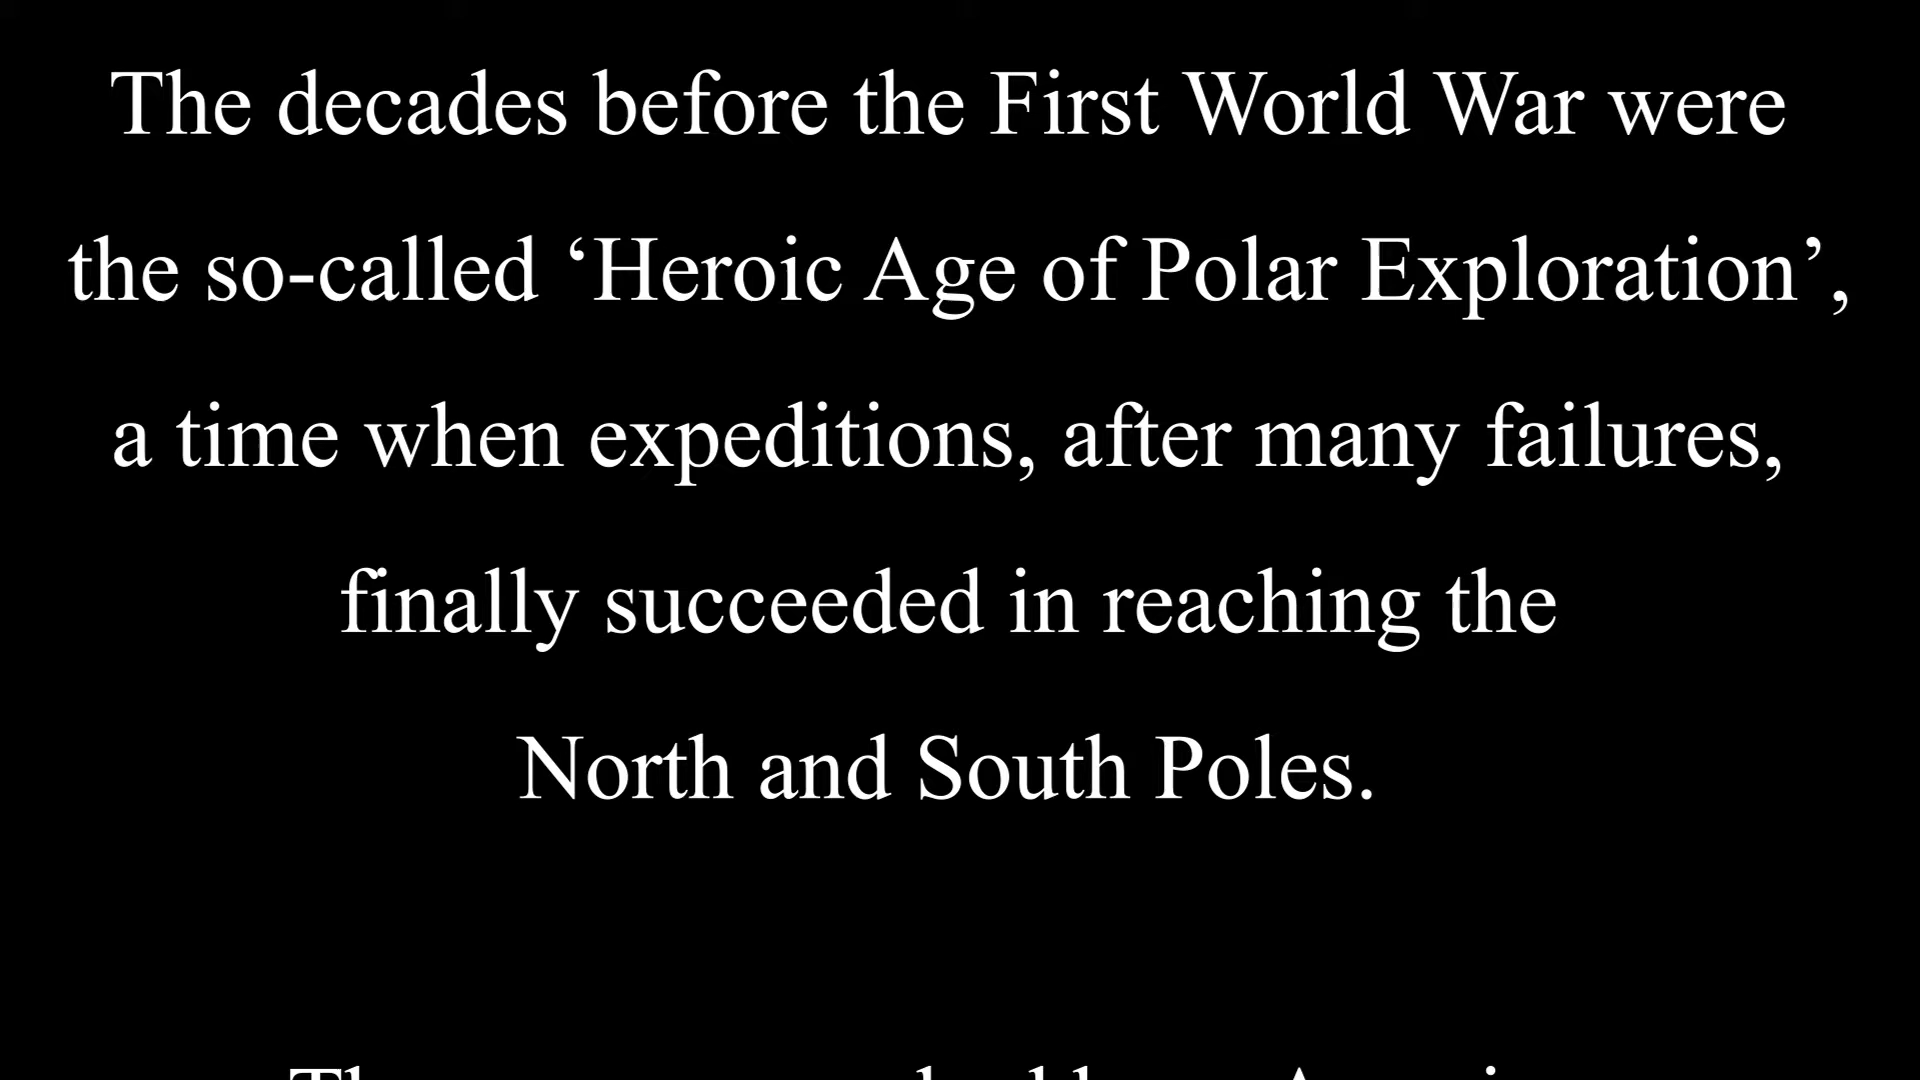 The decades before the First World War were
the so-called ‘Heroic Age of Polar Exploration’,
a time when expeditions, after many failures,
finally succeeded in reaching the
North and South Poles.